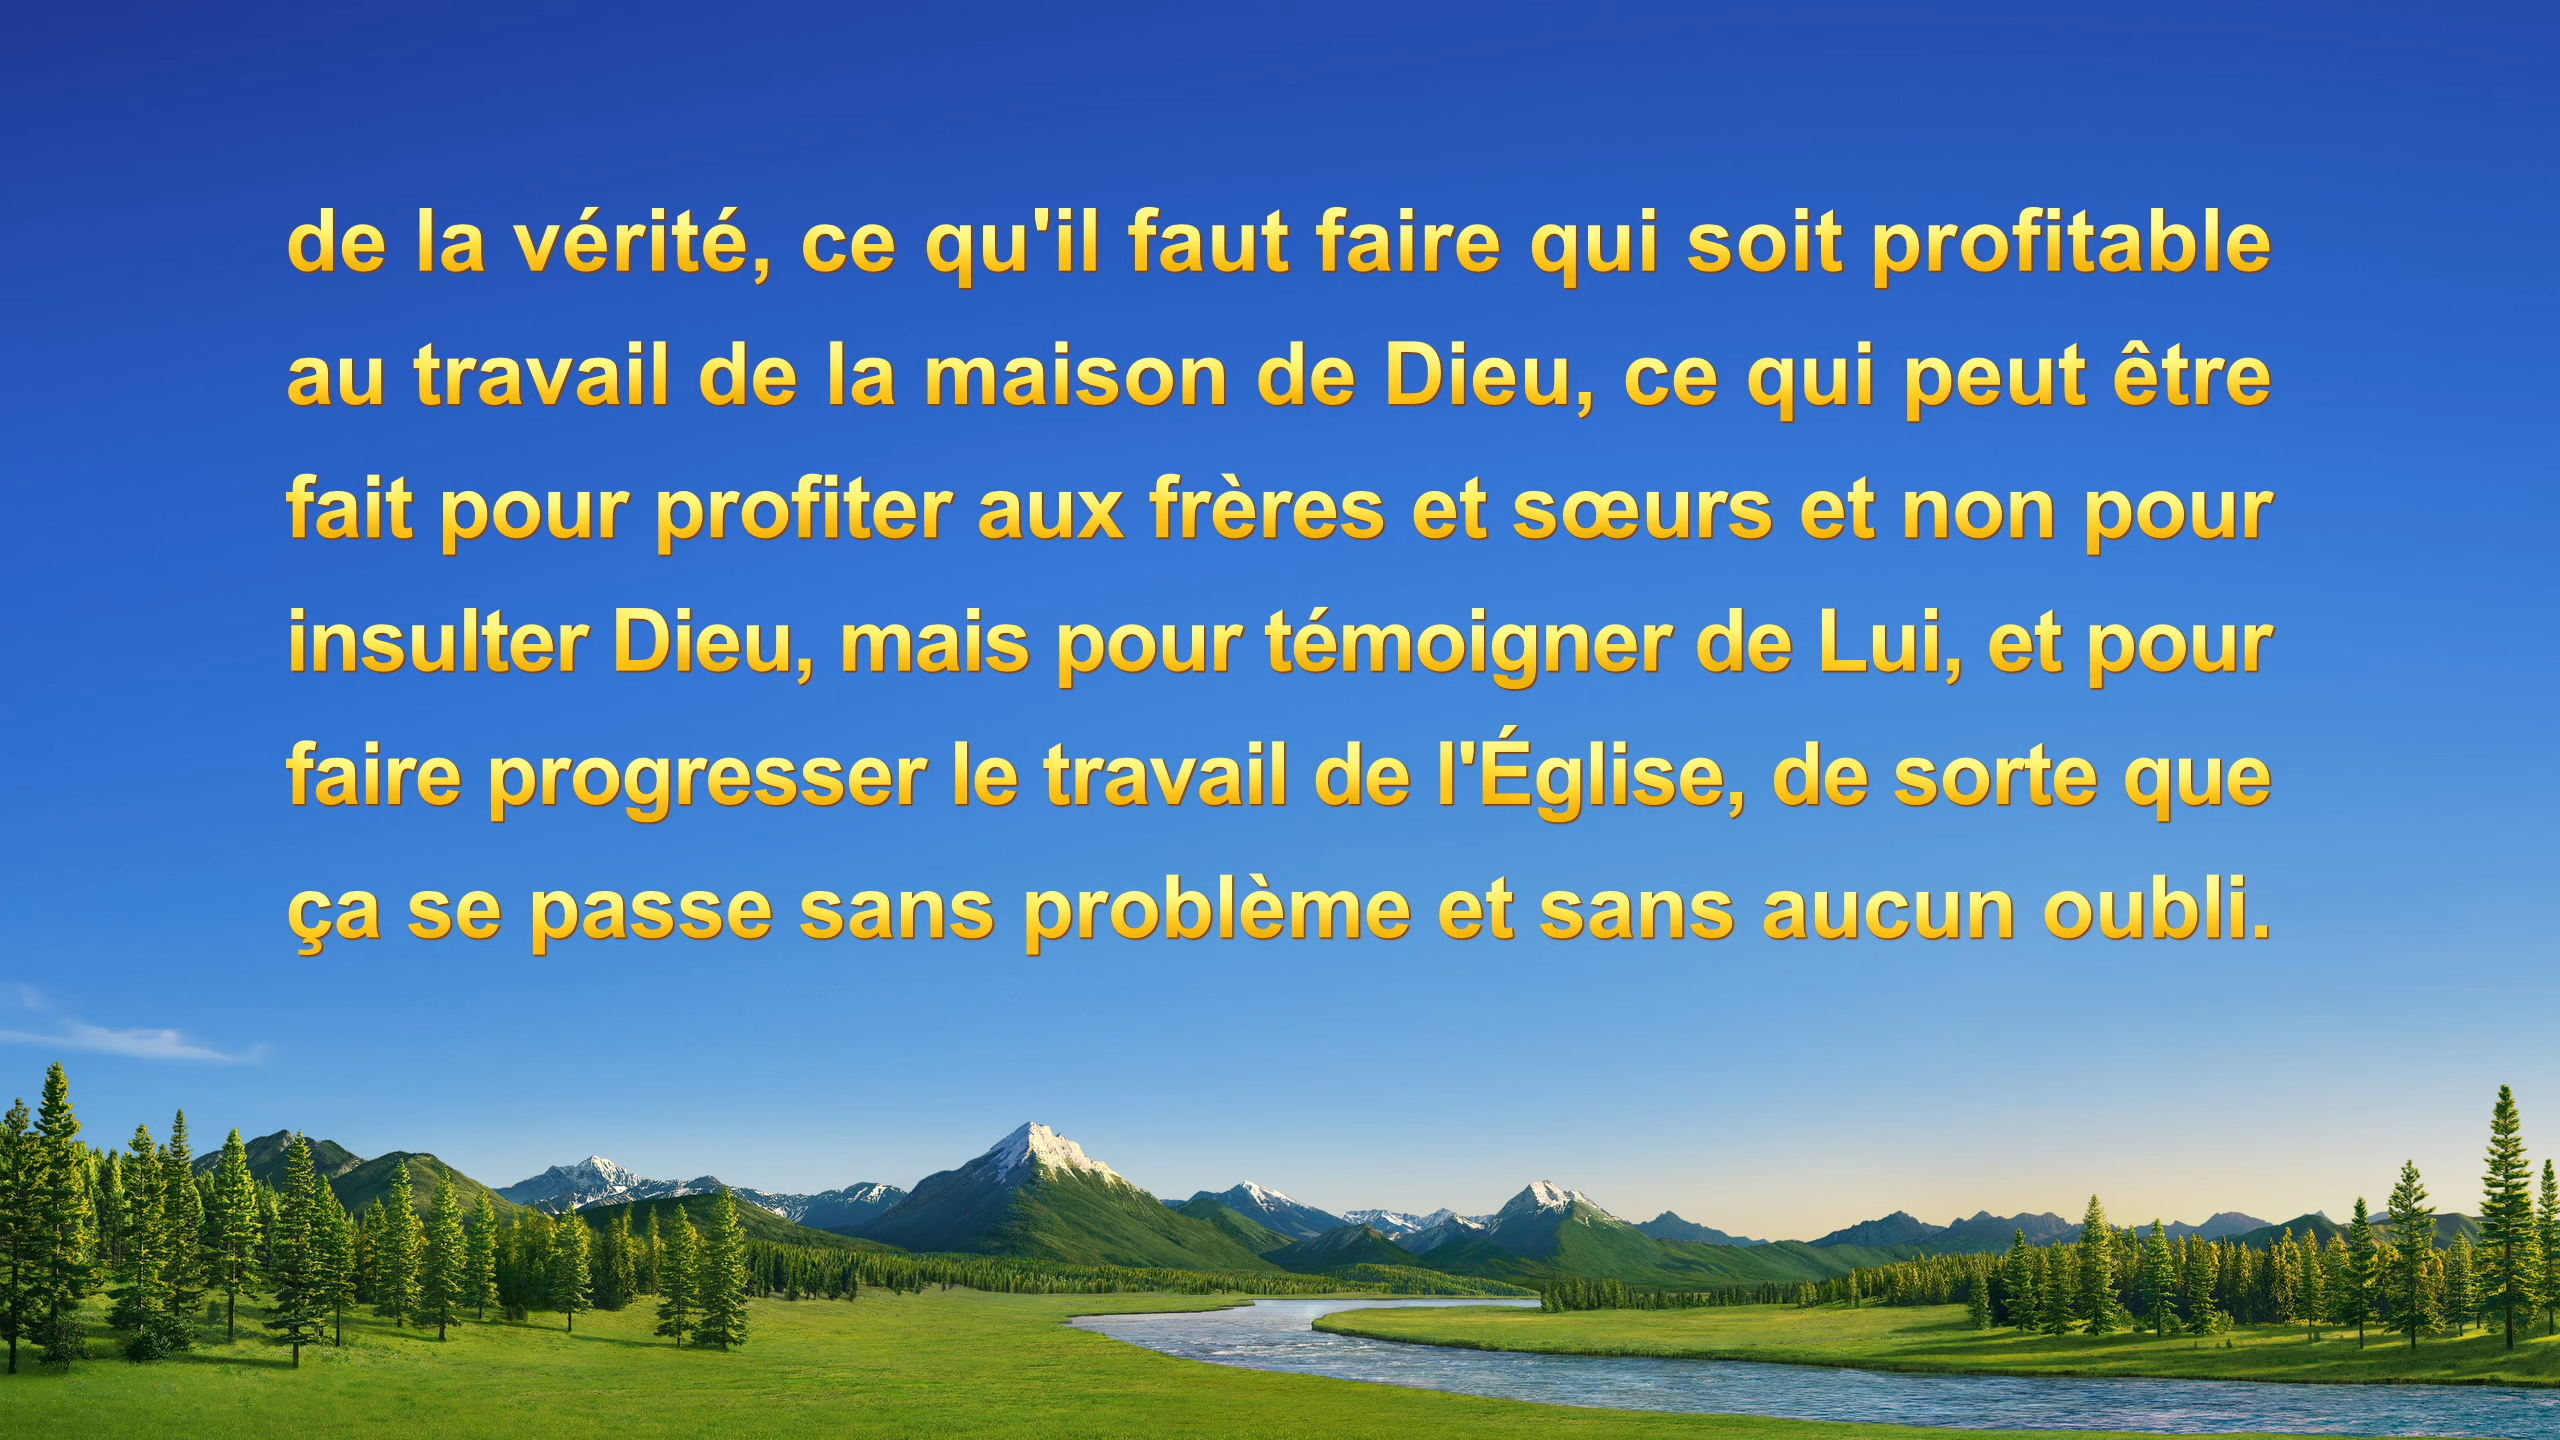 de la vérité, ce qu'il faut faire qui soit profitable
au travail de la maison de Dieu, ce qui peut être
fait pour profiter aux frères et sœurs et non pour
insulter Dieu, mais pour témoigner de Lui, et pour
faire progresser le travail de l'Église, de sorte que
ça se passe sans problème et sans aucun oubli.